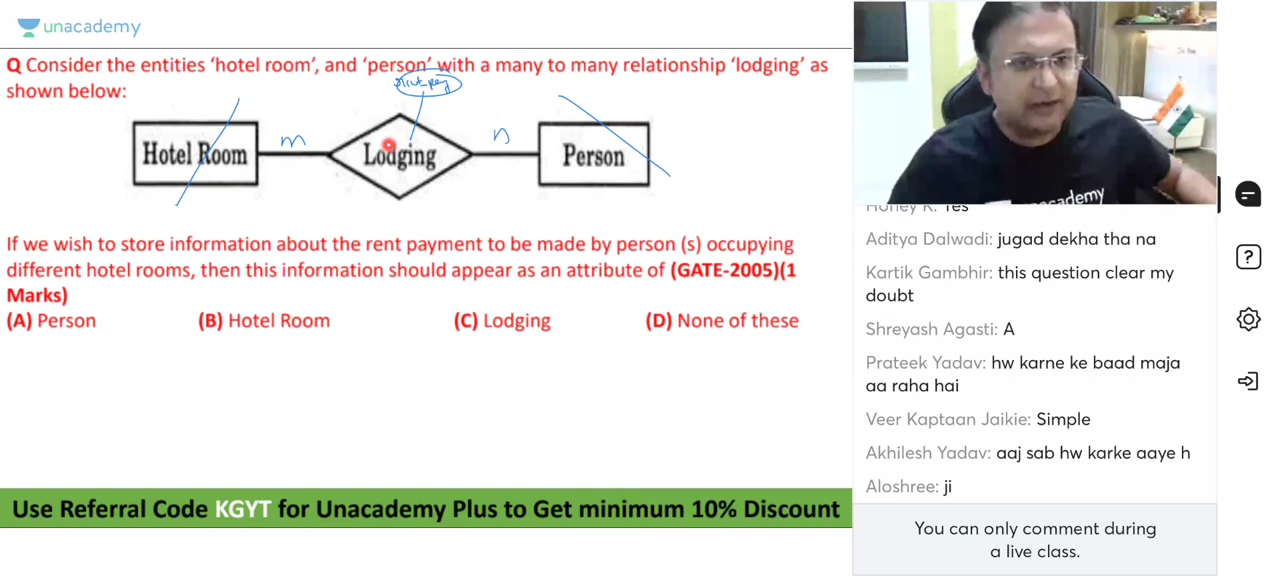 unacademy
Q Consider the entities ‘hotel room’, and ‘person’ with a many to many relationship ‘lodging’ as
shown below:
Hotel Room
m
Lodging
n
Person
If we wish to store information about the rent payment to be made by person (s) occupying
different hotel rooms, then this information should appear as an attribute of (GATE-2005)(1
Marks)
(A) Person (B) Hotel Room (C) Lodging (D) None of these
Use Referral Code KGYT for Unacademy Plus to Get minimum 10% Discount
Honey K: Yes
Aditya Dalwadi: jugad dekha tha na
Kartik Gambhir: this question clear my
doubt
Shreyash Agasti: A
Prateek Yadav: hw karne ke baad maja
aa raha hai
Veer Kaptaan Jaikie: Simple
Akhilesh Yadav: aaj sab hw karke aaye h
Aloshree: ji
You can only comment during
a live class.
?